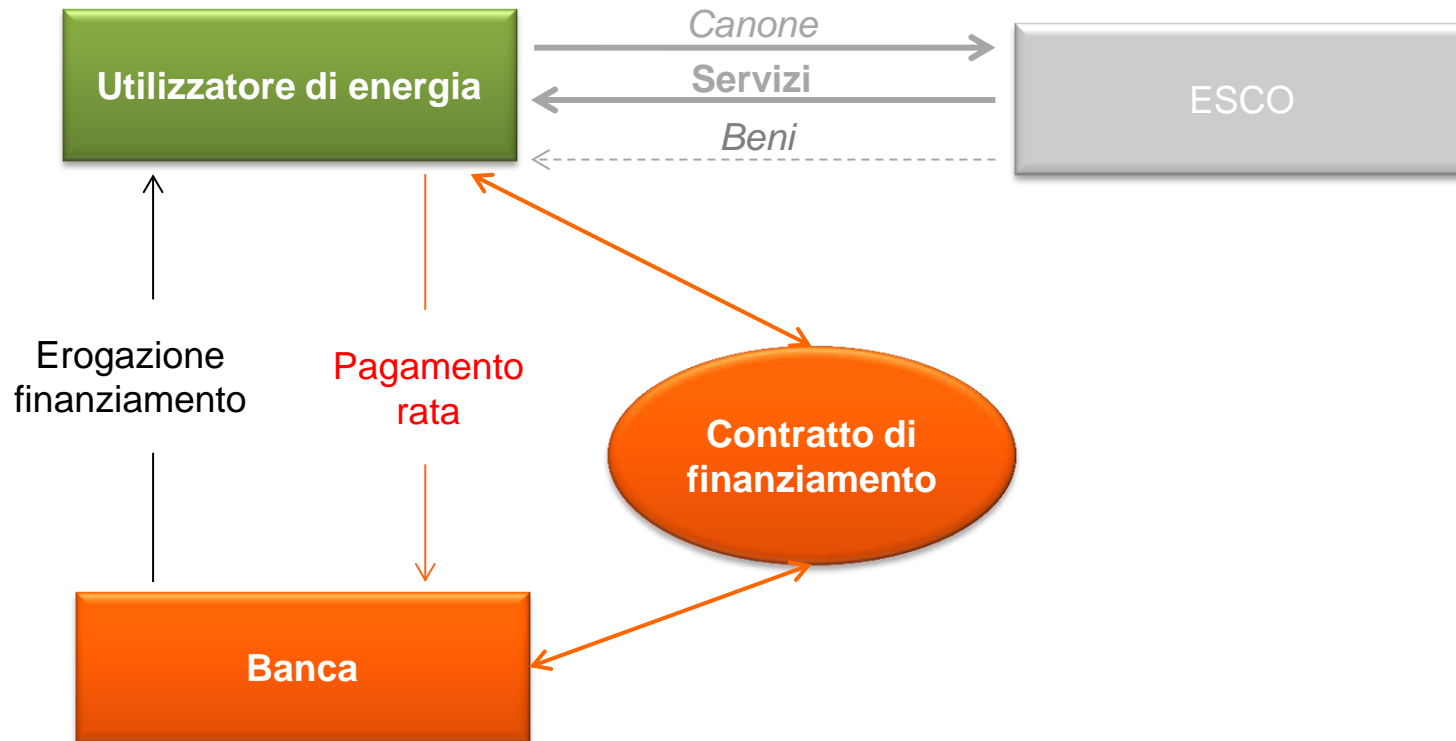 Canone
Utilizzatore di energia
Servizi
ESCO
Beni
Erogazione
finanziamento
Pagamento
rata
Contratto di
finanziamento
Banca